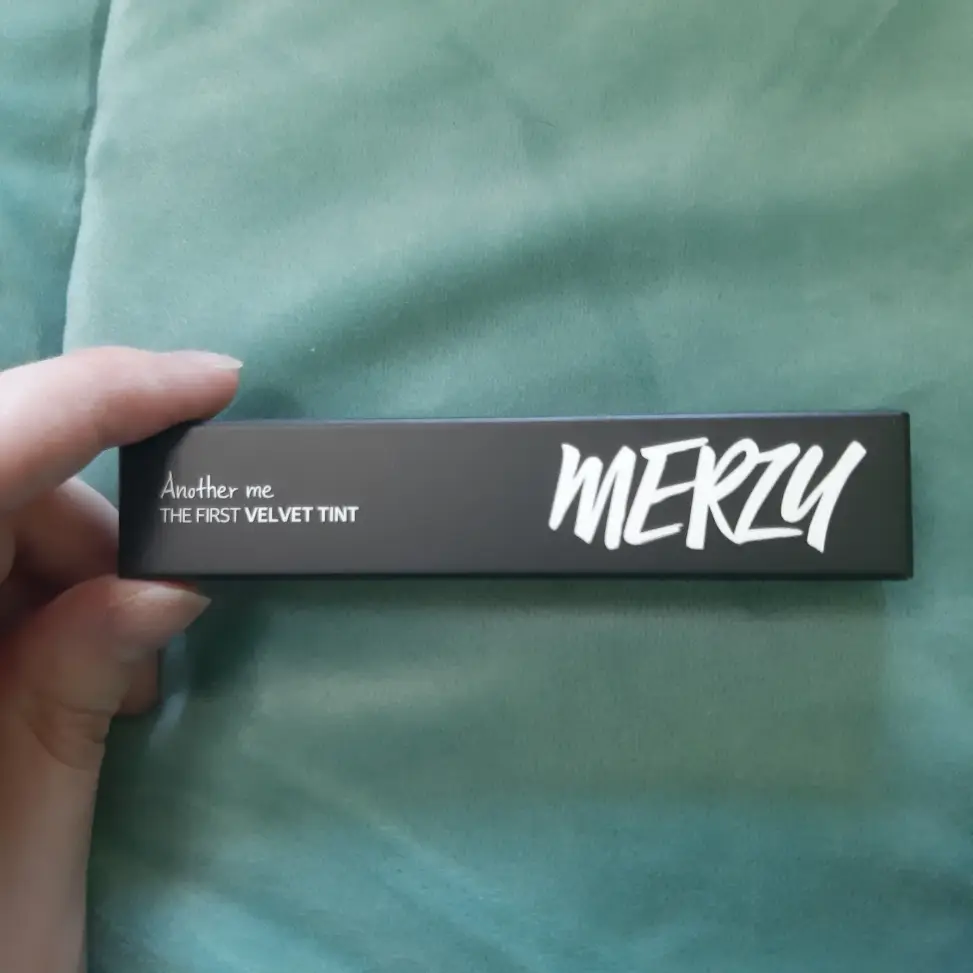 Another me
THE FIRST VELVET TINT
MERZY